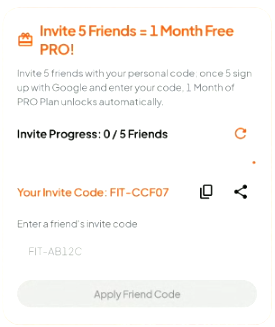 Invite 5 Friends = 1 Month Free
PRO!
Invite 5 friends with your personal code; once 5 sign
up with Google and enter your code, 1 Month of
PRO Plan unlocks automatically.
Invite Progress: 0 / 5 Friends
Your Invite Code: FIT-CCF07
Enter a friend's invite code
FIT-AB12C
Apply Friend Code